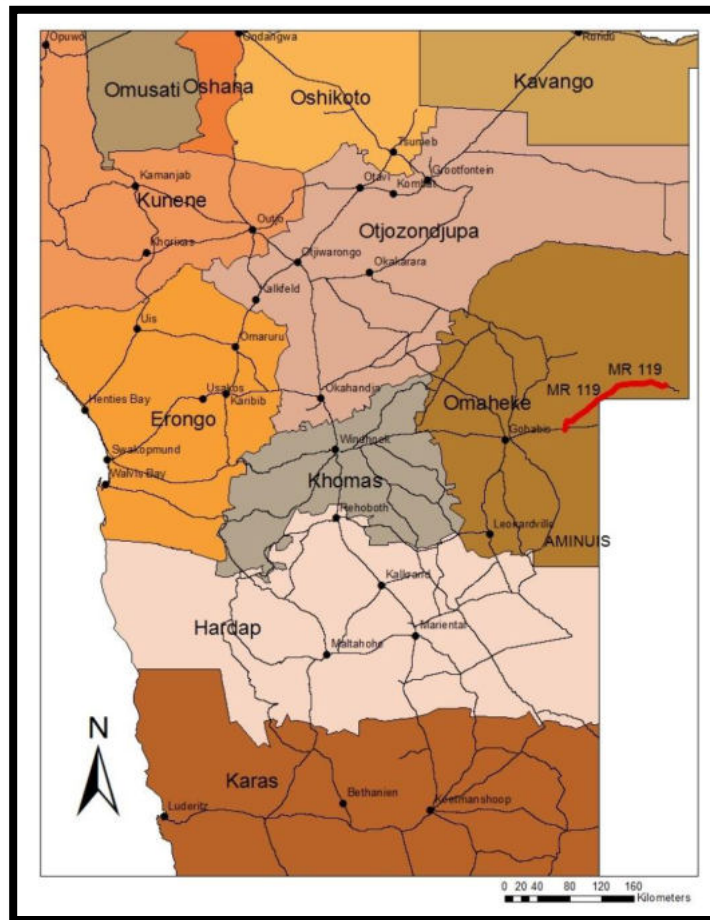 Opuwo
Ondangwa
Rundu
Omusati
Oshana
Oshikoto
Kavango
Tsumeb
Kamanjab
Otavi
Kombat
Grootfontein
Kunene
Outjo
Otjozondjupa
Khorixas
Otjiwarongo
Okakarara
Kalkfeld
Uis
Omaruru
MR 119
MR 119
Henties Bay
Usakos
Karibib
Okahandja
Omaheke
Erongo
Gobabis
Swakopmund
Windhoek
Walvis Bay
Khomas
Rehoboth
Leonardville
AMINUIS
Kalkrand
Hardap
Mariental
Maltahohe
N
Karas
Bethanien
Keetmanshoop
Luderitz
0 20 40 80 120 160
Kilometers